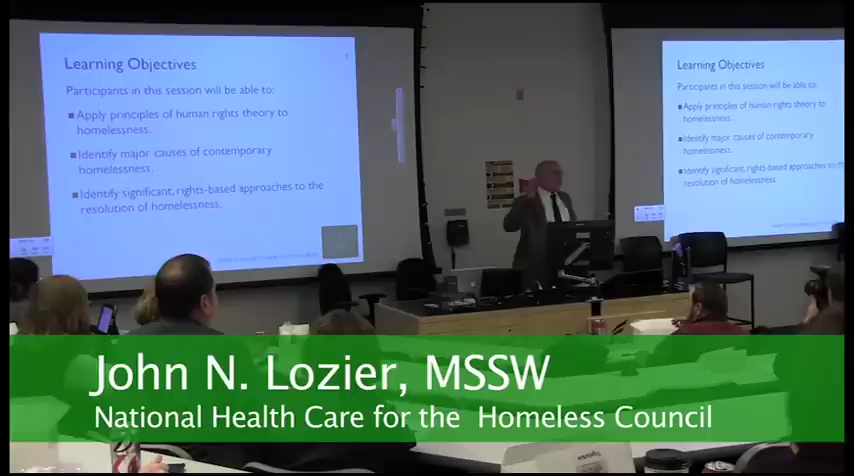 Learning Objectives
Participants in this session will be able to:
Apply principles of human rights theory to
homelessness.
Identify major causes of contemporary
homelessness.
Identify significant, rights-based approaches to the
resolution of homelessness.
Learning Objectives
Participants in this session will be able to:
Apply principles of human rights theory to
homelessness.
Identify major causes of contemporary
homelessness.
Identify significant, rights-based approaches to
resolution of homelessness.
John N. Lozier, MSSW
National Health Care for the Homeless Council